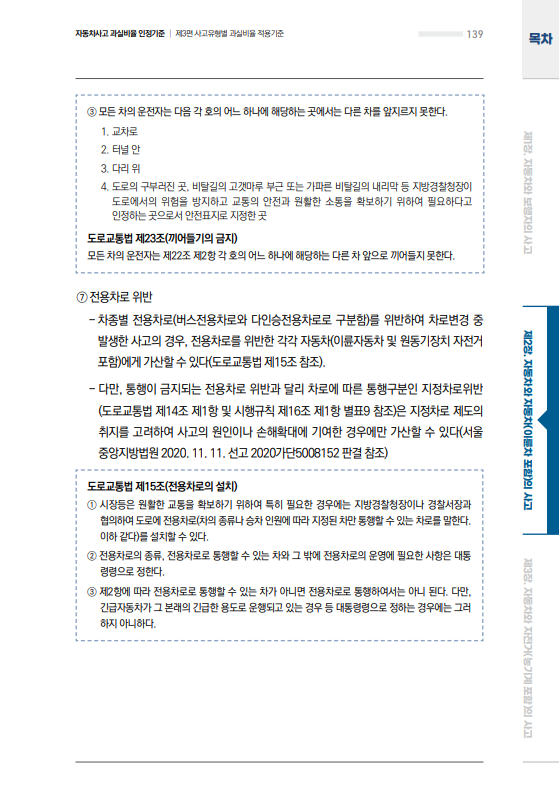 자동차사고 과실비율 인정기준 | 제3편 사고유형별 과실비율 적용기준
139
목차
③ 모든 차의 운전자는 다음 각 호의 어느 하나에 해당하는 곳에서는 다른 차를 앞지르지 못한다.
1. 교차로
2. 터널 안
3. 다리 위
4. 도로의 구부러진 곳, 비탈길의 고갯마루 부근 또는 가파른 비탈길의 내리막 등 지방경찰청장이
도로에서의 위험을 방지하고 교통의 안전과 원활한 소통을 확보하기 위하여 필요하다고
인정하는 곳으로서 안전표지로 지정한 곳
도로교통법 제23조(끼어들기의 금지)
모든 차의 운전자는 제22조 제2항 각 호의 어느 하나에 해당하는 다른 차 앞으로 끼어들지 못한다.
⑦ 전용차로 위반
– 차종별 전용차로(버스전용차로와 다인승전용차로로 구분함)를 위반하여 차로변경 중
발생한 사고의 경우, 전용차로를 위반한 각각 자동차(이륜자동차 및 원동기장치 자전거
포함)에게 가산할 수 있다(도로교통법 제15조 참조).
– 다만, 통행이 금지되는 전용차로 위반과 달리 차로에 따른 통행구분인 지정차로위반
(도로교통법 제14조 제1항 및 시행규칙 제16조 제1항 별표9 참조)은 지정차로 제도의
취지를 고려하여 사고의 원인이나 손해확대에 기여한 경우에만 가산할 수 있다(서울
중앙지방법원 2020. 11. 11. 선고 2020가단5008152 판결 참조)
도로교통법 제15조(전용차로의 설치)
① 시장등은 원활한 교통을 확보하기 위하여 특히 필요한 경우에는 지방경찰청장이나 경찰서장과
협의하여 도로에 전용차로(차의 종류나 승차 인원에 따라 지정된 차만 통행할 수 있는 차로를 말한다.
이하 같다)를 설치할 수 있다.
② 전용차로의 종류, 전용차로로 통행할 수 있는 차와 그 밖에 전용차로의 운영에 필요한 사항은 대통
령령으로 정한다.
③ 제2항에 따라 전용차로로 통행할 수 있는 차가 아니면 전용차로로 통행하여서는 아니 된다. 다만,
긴급자동차가 그 본래의 긴급한 용도로 운행되고 있는 경우 등 대통령령으로 정하는 경우에는 그러
하지 아니하다.
제1장. 자동차와 보행자의 사고
제2장. 자동차와 자동차(이륜차 포함)의 사고
제3장. 자동차와 자전거(농기계 포함)의 사고